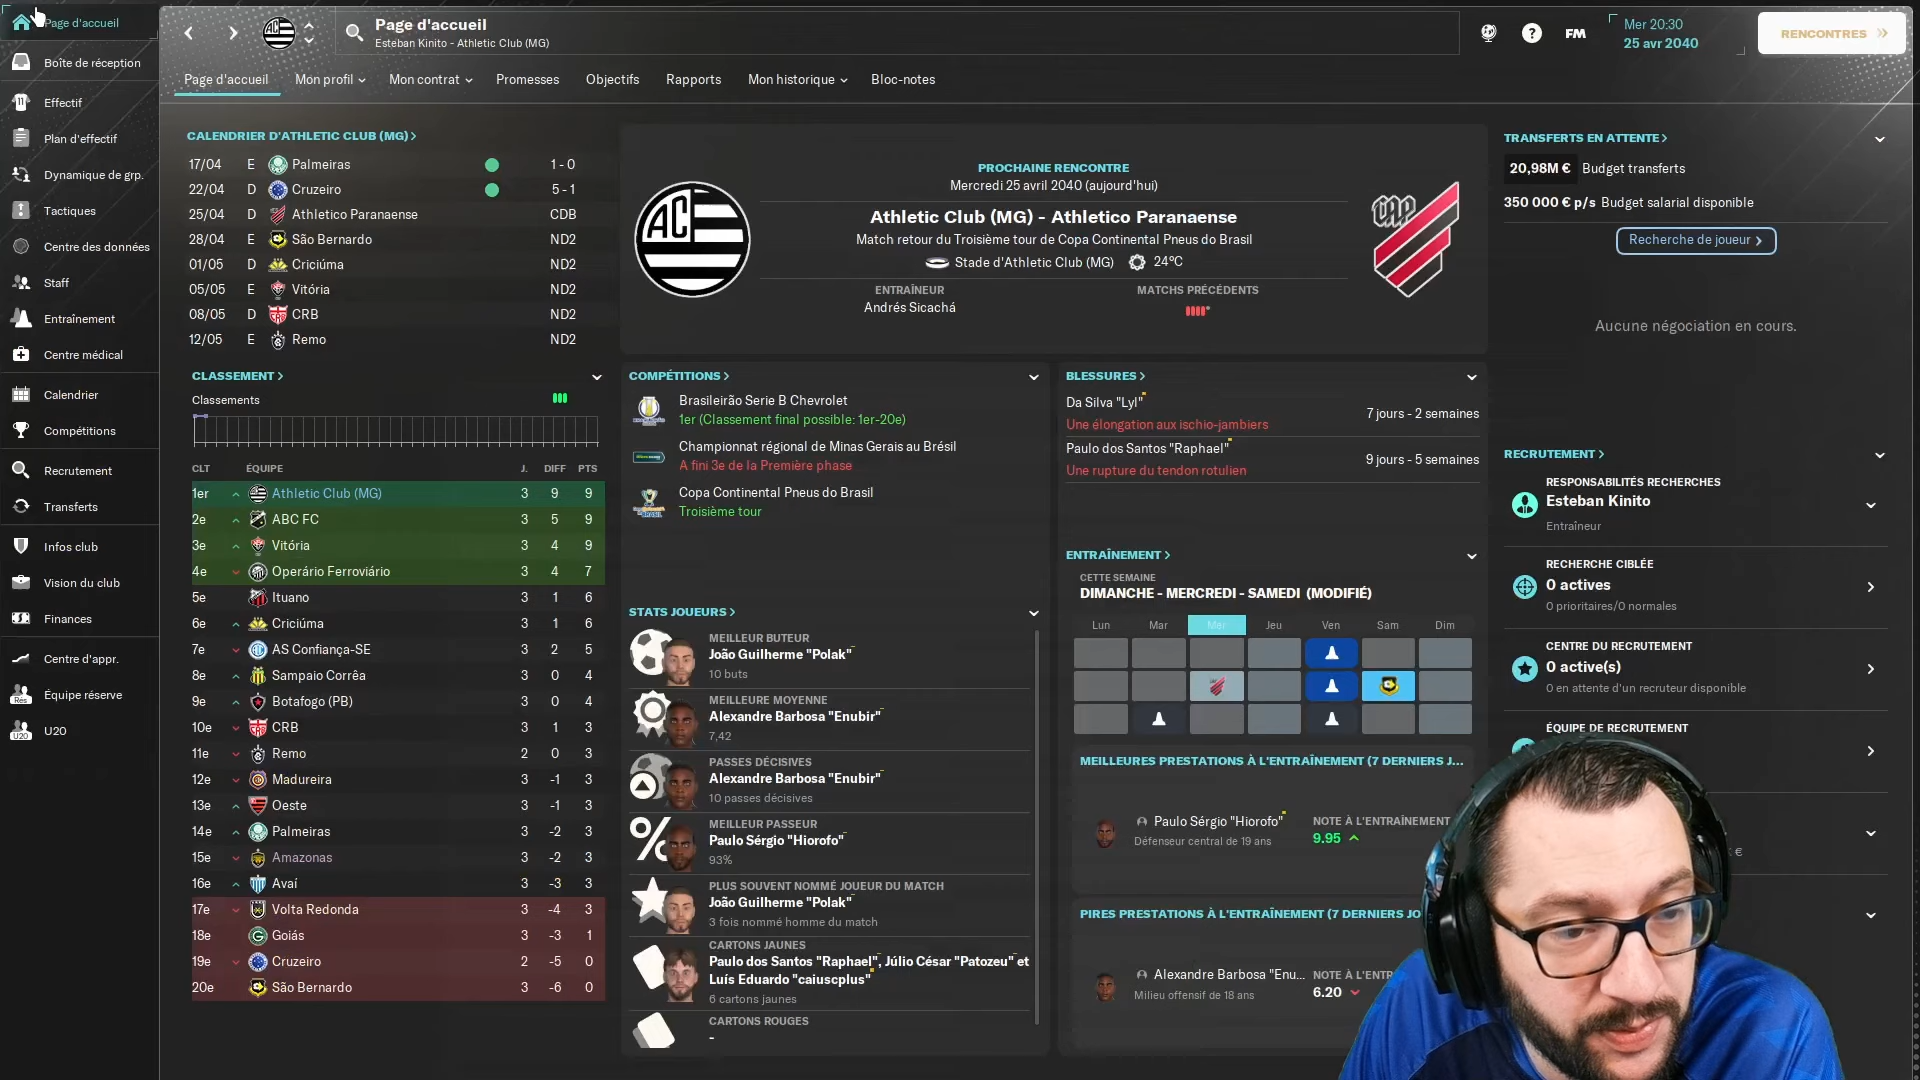 Page d'accueil
Boîte de réception
Effectif
Plan d'effectif
Dynamique de grp.
Tactiques
Centre des données
Staff
Entraînement
Centre médical
Calendrier
Compétitions
Recrutement
Transferts
Infos club
Vision du club
Finances
Centre d'appr.
Équipe réserve
U20
Page d'accueil
Esteban Kinito - Athletic Club (MG)
FM
Mer 20:30
25 avr 2040
RENCONTRES
Page d'accueil Mon profil Mon contrat Promesses Objectifs Rapports Mon historique Bloc-notes
CALENDRIER D'ATHLETIC CLUB (MG)
17/04 E Palmeiras 1 - 0
22/04 D Cruzeiro 5 - 1
25/04 D Athletico Paranaense CDB
28/04 E São Bernardo ND2
01/05 D Criciúma ND2
05/05 E Vitória ND2
08/05 D CRB ND2
12/05 E Remo ND2
PROCHAINE RENCONTRE
Mercredi 25 avril 2040 (aujourd'hui)
Athletic Club (MG) - Athletico Paranaense
Match retour du Troisième tour de Copa Continental Pneus do Brasil
Stade d'Athletic Club (MG) 24°C
ENTRAÎNEUR
Andrés Sicachá
MATCHS PRÉCÉDENTS
AC
CAP
TRANSFERTS EN ATTENTE
20,98M € Budget transferts
350 000 € p/s Budget salarial disponible
Recherche de joueur
Aucune négociation en cours.
CLASSEMENT
Classements
CLT ÉQUIPE J. DIFF PTS
1er Athletic Club (MG) 3 9 9
2e ABC FC 3 5 9
3e Vitória 3 4 9
4e Operário Ferroviário 3 4 7
5e Ituano 3 1 6
6e Criciúma 3 1 6
7e AS Confiança-SE 3 2 5
8e Sampaio Corrêa 3 0 4
9e Botafogo (PB) 3 0 4
10e CRB 3 1 3
11e Remo 2 0 3
12e Madureira 3 -1 3
13e Oeste 3 -1 3
14e Palmeiras 3 -2 3
15e Amazonas 3 -2 3
16e Avaí 3 -3 3
17e Volta Redonda 3 -4 3
18e Goiás 3 -3 1
19e Cruzeiro 2 -5 0
20e São Bernardo 3 -6 0
COMPÉTITIONS
Brasileirão Serie B Chevrolet
1er (Classement final possible: 1er-20e)
Championnat régional de Minas Gerais au Brésil
A fini 3e de la Première phase
Copa Continental Pneus do Brasil
Troisième tour
STATS JOUEURS
MEILLEUR BUTEUR
João Guilherme "Polak"
10 buts
MEILLEURE MOYENNE
Alexandre Barbosa "Enubir"
7,42
PASSES DÉCISIVES
Alexandre Barbosa "Enubir"
10 passes décisives
MEILLEUR PASSEUR
Paulo Sérgio "Hiorofo"
93%
PLUS SOUVENT NOMMÉ JOUEUR DU MATCH
João Guilherme "Polak"
3 fois nommé homme du match
CARTONS JAUNES
Paulo dos Santos "Raphael", Júlio César "Patozeu" et
Luís Eduardo "caiuscplus"
6 cartons jaunes
CARTONS ROUGES
-
BLESSURES
Da Silva "Lyl"
Une élongation aux ischio-jambiers
7 jours - 2 semaines
Paulo dos Santos "Raphael"
Une rupture du tendon rotulien
9 jours - 5 semaines
ENTRAÎNEMENT
CETTE SEMAINE
DIMANCHE - MERCREDI - SAMEDI (MODIFIÉ)
Lun Mar Mer Jeu Ven Sam Dim
MEILLEURES PRESTATIONS À L'ENTRAÎNEMENT (7 DERNIERS J...
Paulo Sérgio "Hiorofo"
Défenseur central de 19 ans
NOTE À L'ENTRAÎNEMENT
9.95
PIRES PRESTATIONS À L'ENTRAÎNEMENT (7 DERNIERS JO
Alexandre Barbosa "Enu...
Milieu offensif de 18 ans
NOTE À L'ENTR
6.20
RECRUTEMENT
RESPONSABILITÉS RECHERCHES
Esteban Kinito
Entraîneur
RECHERCHE CIBLÉE
0 actives
0 prioritaires/0 normales
CENTRE DU RECRUTEMENT
0 active(s)
0 en attente d'un recruteur disponible
ÉQUIPE DE RECRUTEMENT
€